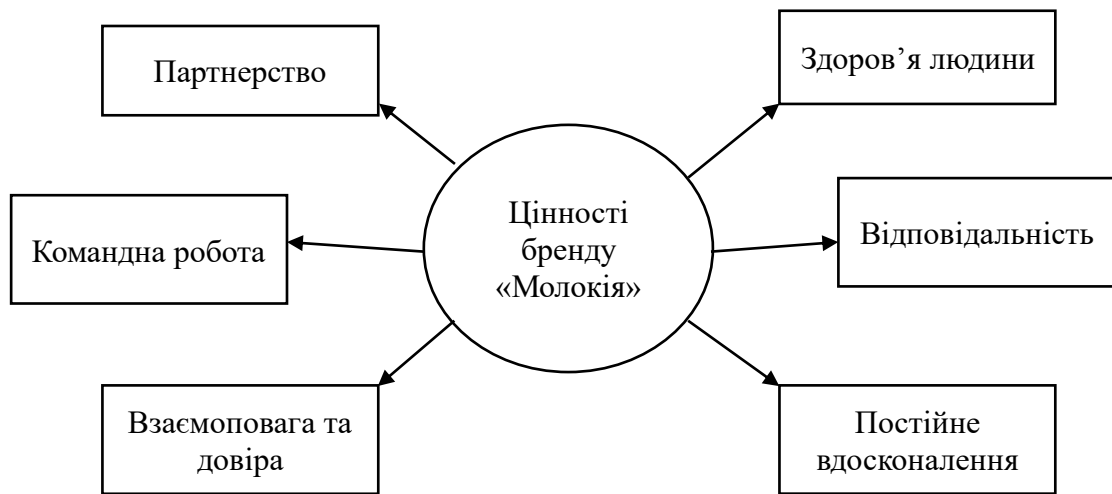 Партнерство
Здоров’я людини
Командна робота
Цінності
бренду
«Молокія»
Відповідальність
Взаємоповага та
довіра
Постійне
вдосконалення